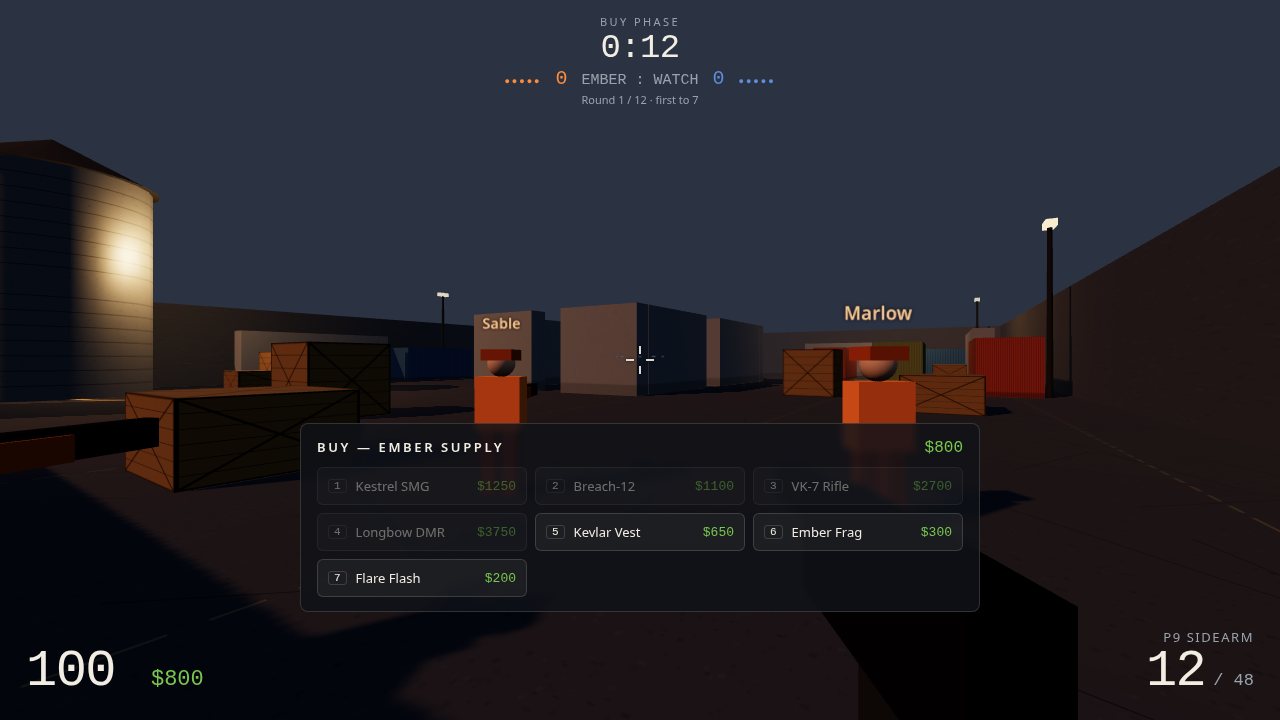 BUY PHASE
0:12
0 EMBER : WATCH 0
Round 1 / 12 · first to 7
Sable
Marlow
BUY — EMBER SUPPLY $800
1 Kestrel SMG $1250
2 Breach-12 $1100
3 VK-7 Rifle $2700
4 Longbow DMR $3750
5 Kevlar Vest $650
6 Ember Frag $300
7 Flare Flash $200
100 $800
P9 SIDEARM
12 / 48